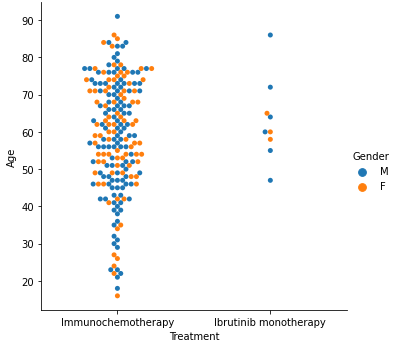 90
80
70
60
50
40
30
20
Age
Immunochemotherapy
Ibrutinib monotherapy
Treatment
Gender
M
F